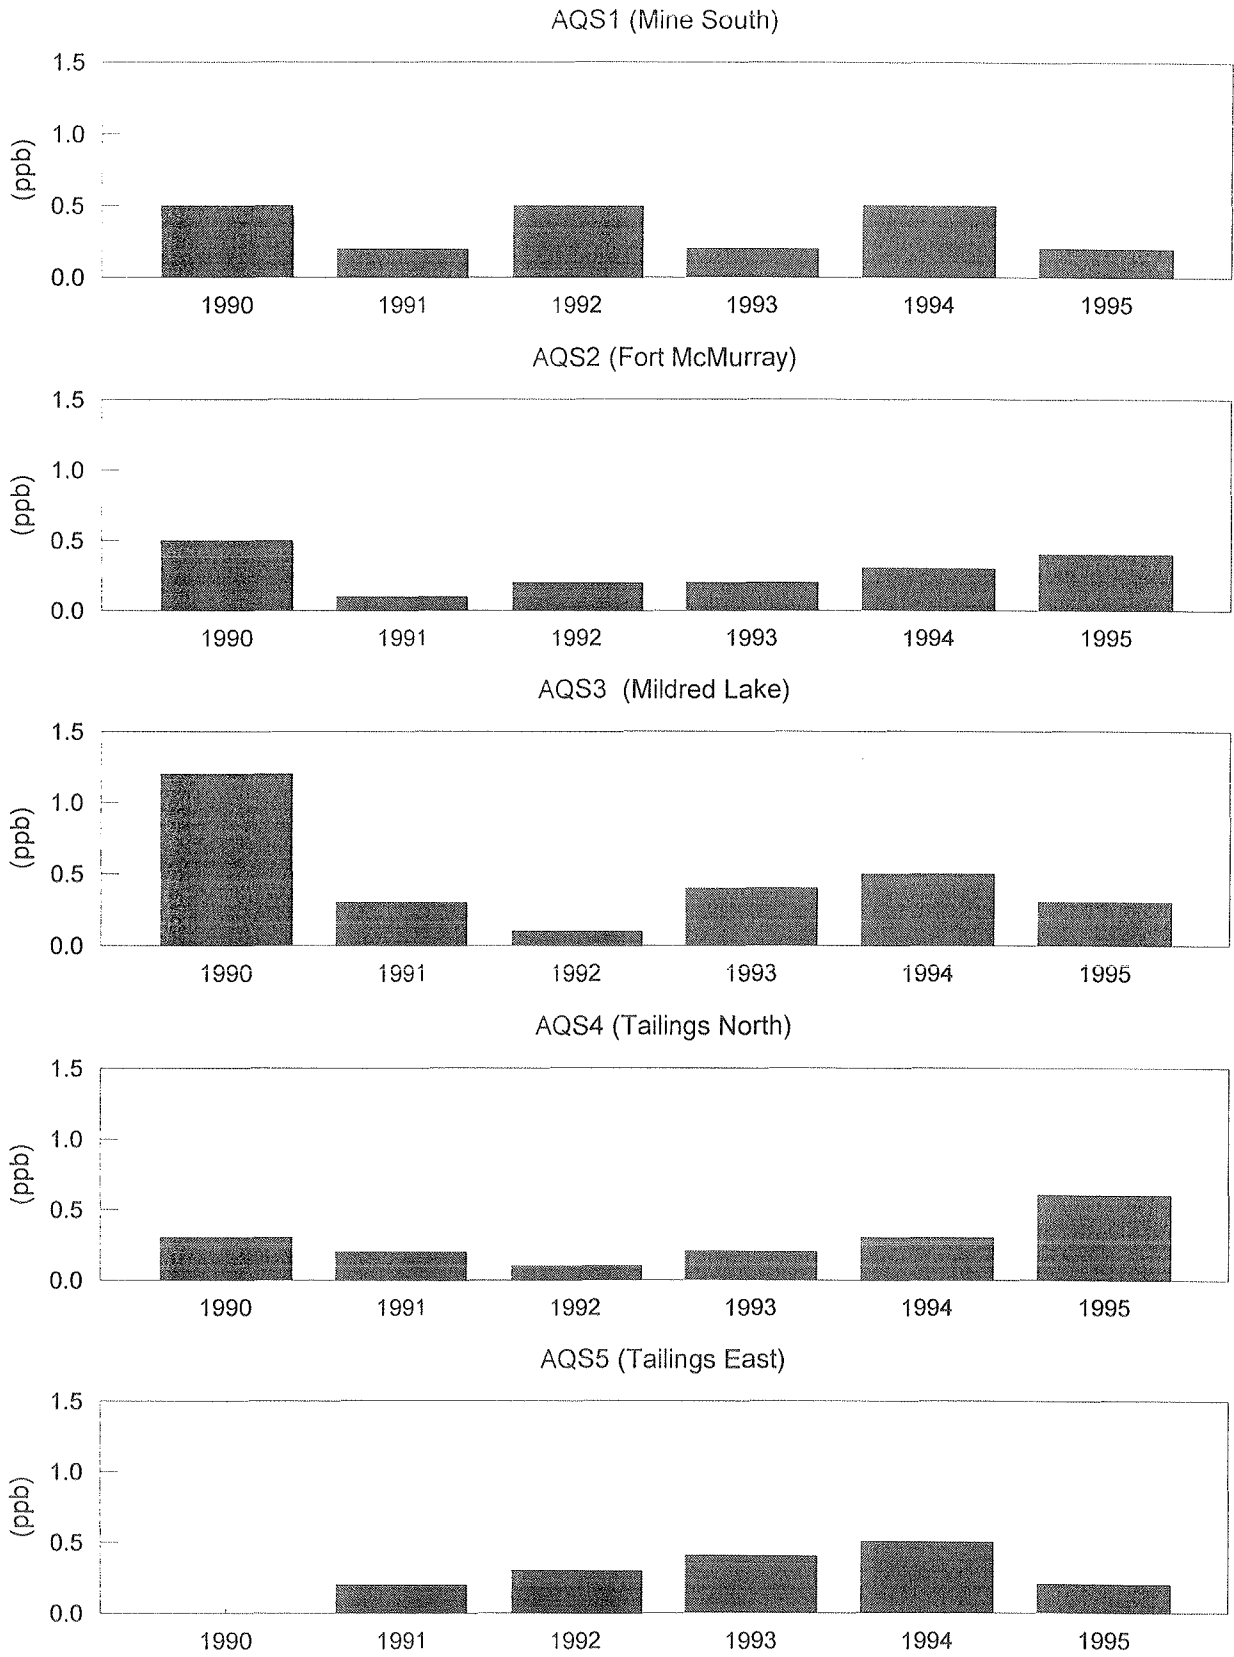 AQS1 (Mine South)
1.5
1.0
0.5
0.0
(ppb)
1990 1991 1992 1993 1994 1995
AQS2 (Fort McMurray)
1.5
1.0
0.5
0.0
(ppb)
1990 1991 1992 1993 1994 1995
AQS3 (Mildred Lake)
1.5
1.0
0.5
0.0
(ppb)
1990 1991 1992 1993 1994 1995
AQS4 (Tailings North)
1.5
1.0
0.5
0.0
(ppb)
1990 1991 1992 1993 1994 1995
AQS5 (Tailings East)
1.5
1.0
0.5
0.0
(ppb)
1990 1991 1992 1993 1994 1995